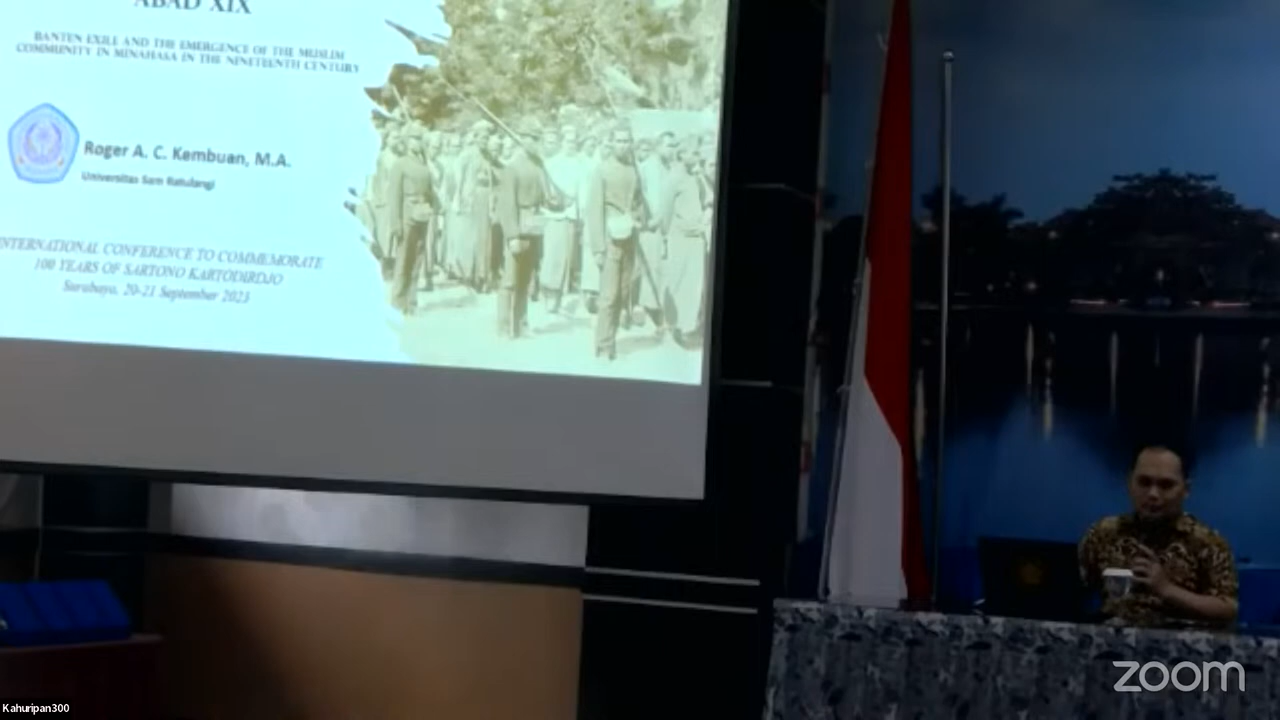 ABAD XIX
BANTEN EXILE AND THE EMERGENCE OF THE MUSLIM
COMMUNITY IN MINAHASA IN THE NINETEENTH CENTURY
Roger A. C. Kembuan, M.A.
Universitas Sam Ratulangi
INTERNATIONAL CONFERENCE TO COMMEMORATE
100 YEARS OF SARTONO KARTODIRDJO
Surabaya, 20-21 September 2023
zoom
Kahuripan300